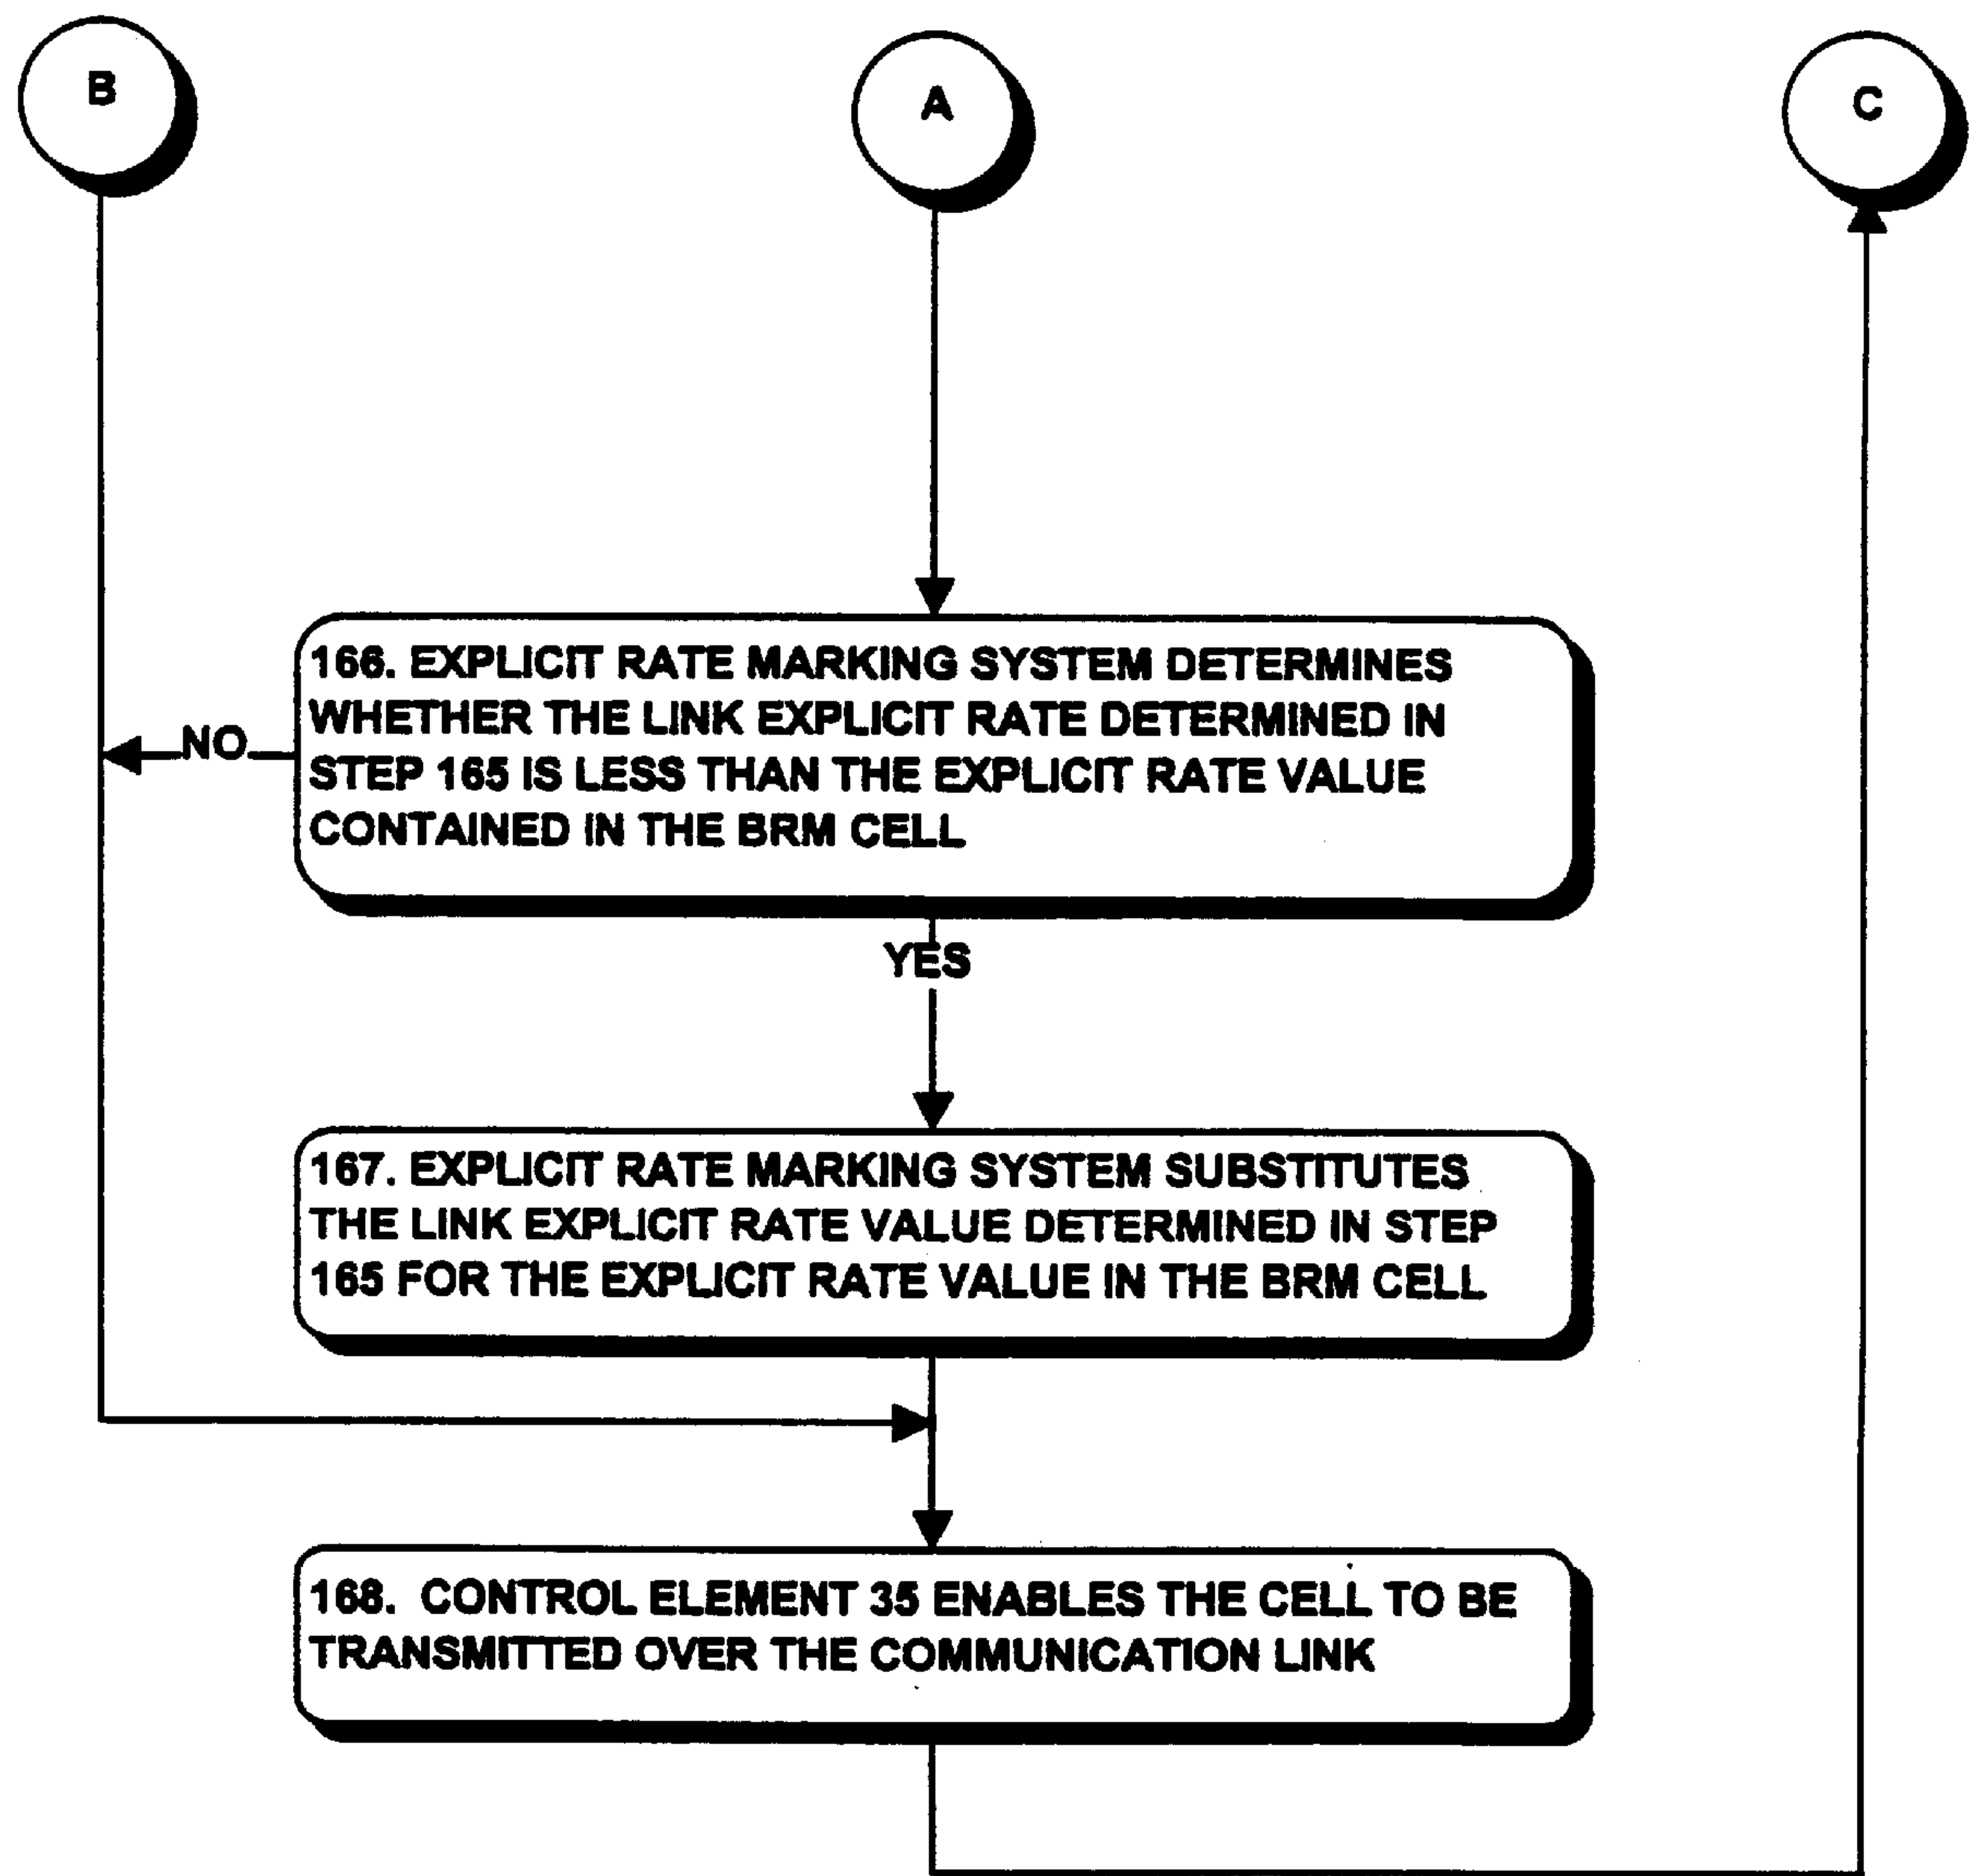 B
A
C
166. EXPLICIT RATE MARKING SYSTEM DETERMINES
WHETHER THE LINK EXPLICIT RATE DETERMINED IN
STEP 165 IS LESS THAN THE EXPLICIT RATE VALUE
CONTAINED IN THE BRM CELL
NO
YES
167. EXPLICIT RATE MARKING SYSTEM SUBSTITUTES
THE LINK EXPLICIT RATE VALUE DETERMINED IN STEP
165 FOR THE EXPLICIT RATE VALUE IN THE BRM CELL
168. CONTROL ELEMENT 35 ENABLES THE CELL TO BE
TRANSMITTED OVER THE COMMUNICATION LINK